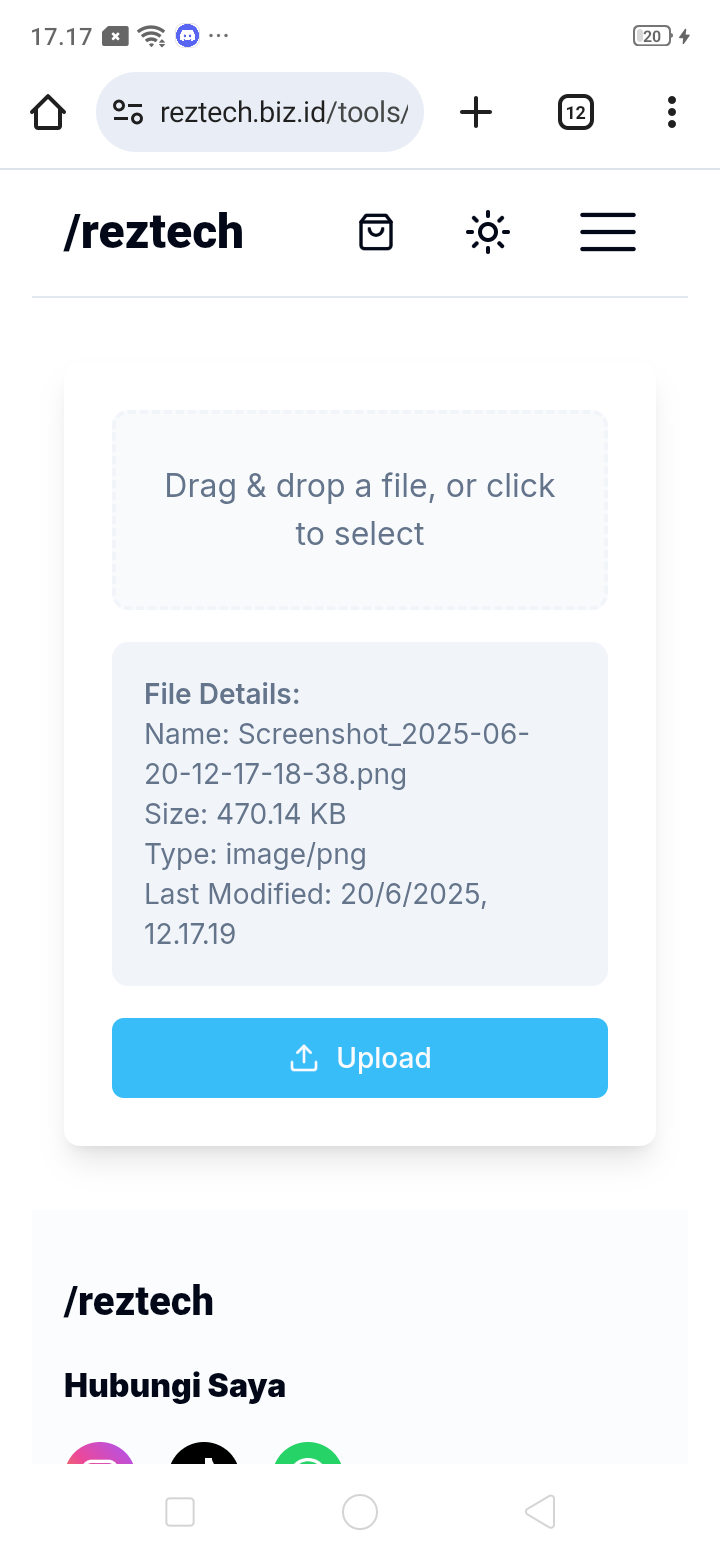 17.17
20
reztech.biz.id/tools/
12
/reztech
Drag & drop a file, or click
to select
File Details:
Name: Screenshot_2025-06-
20-12-17-18-38.png
Size: 470.14 KB
Type: image/png
Last Modified: 20/6/2025,
12.17.19
Upload
/reztech
Hubungi Saya